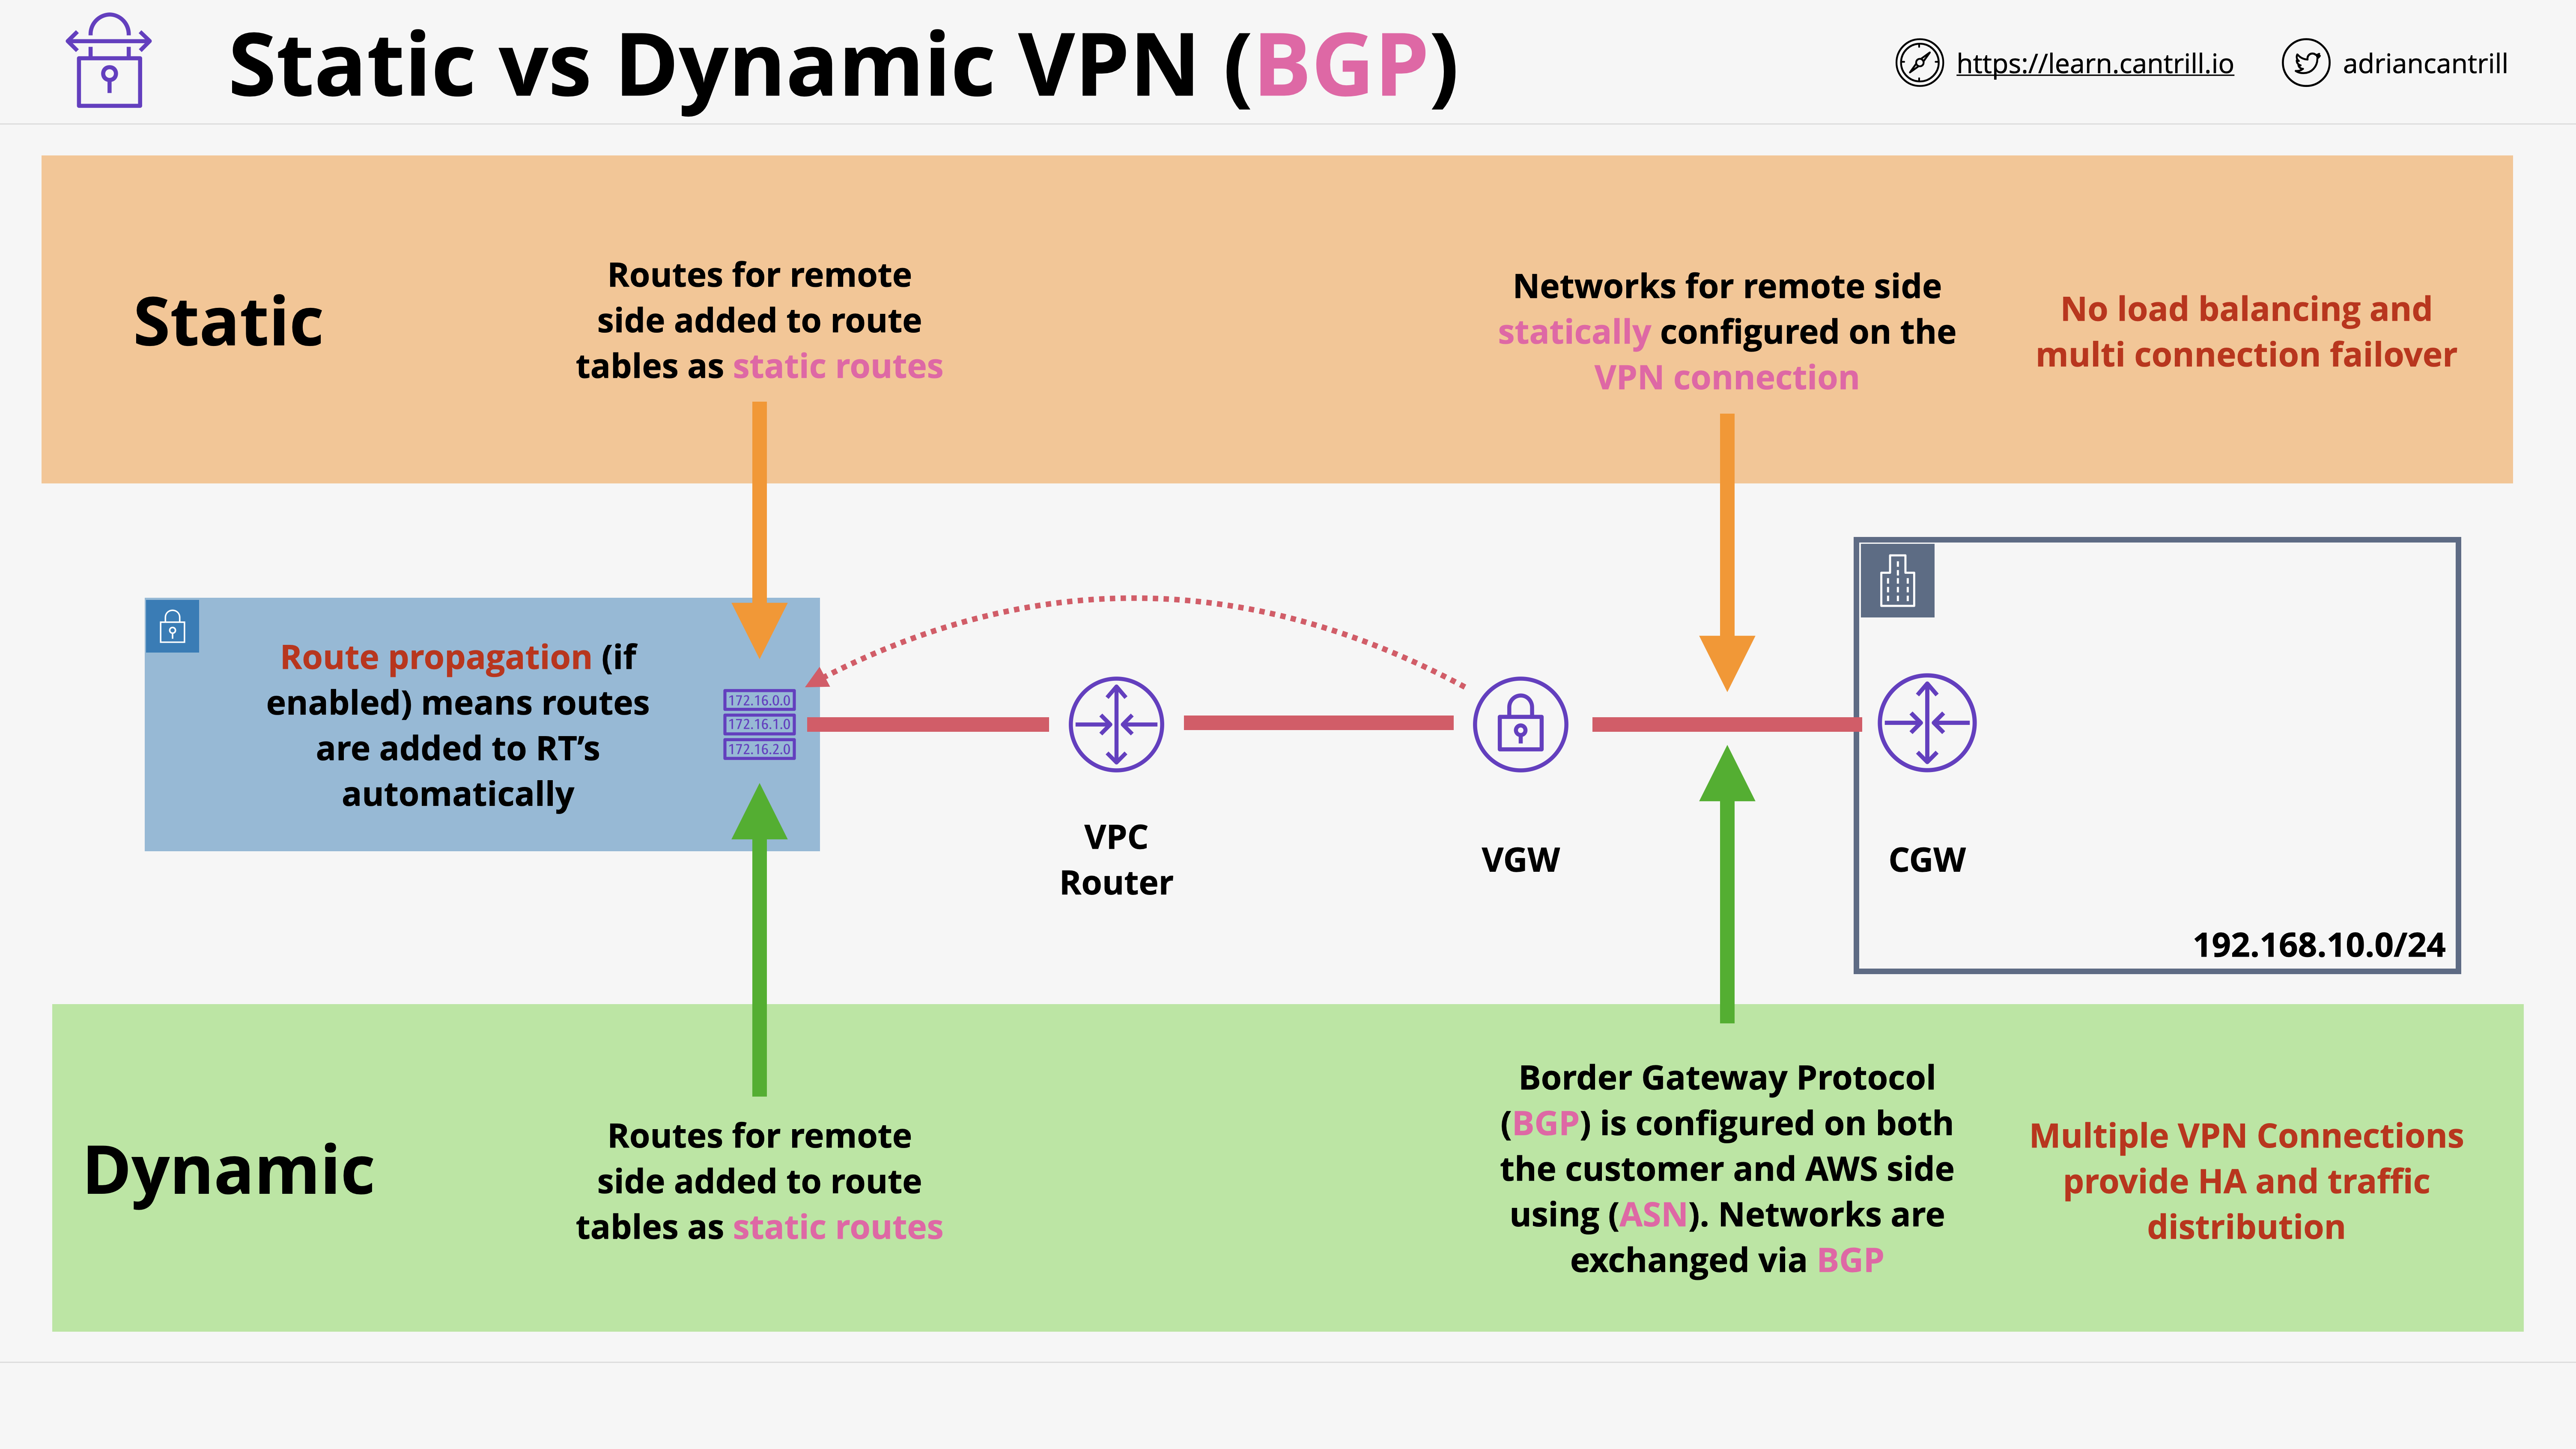 Static vs Dynamic VPN (BGP)
https://learn.cantrill.io
adriancantrill
Static
Routes for remote
side added to route
tables as static routes
Networks for remote side
statically configured on the
VPN connection
No load balancing and
multi connection failover
Route propagation (if
enabled) means routes
are added to RT’s
automatically
172.16.0.0
172.16.1.0
172.16.2.0
VPC
Router
VGW
CGW
192.168.10.0/24
Dynamic
Routes for remote
side added to route
tables as static routes
Border Gateway Protocol
(BGP) is configured on both
the customer and AWS side
using (ASN). Networks are
exchanged via BGP
Multiple VPN Connections
provide HA and traffic
distribution